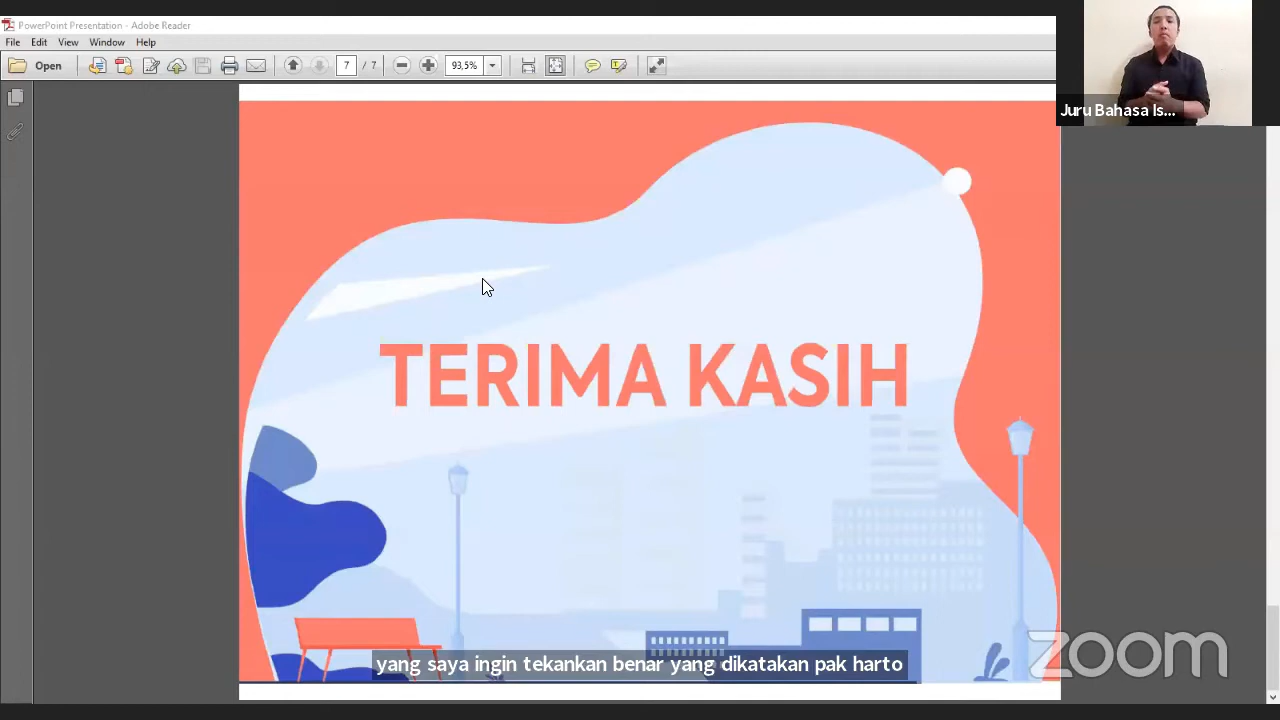 PowerPoint Presentation - Adobe Reader
File Edit View Window Help
Open 7 / 7 93,5%
Juru Bahasa Is...
TERIMA KASIH
yang saya ingin tekankan benar yang dikatakan pak harto
zoom